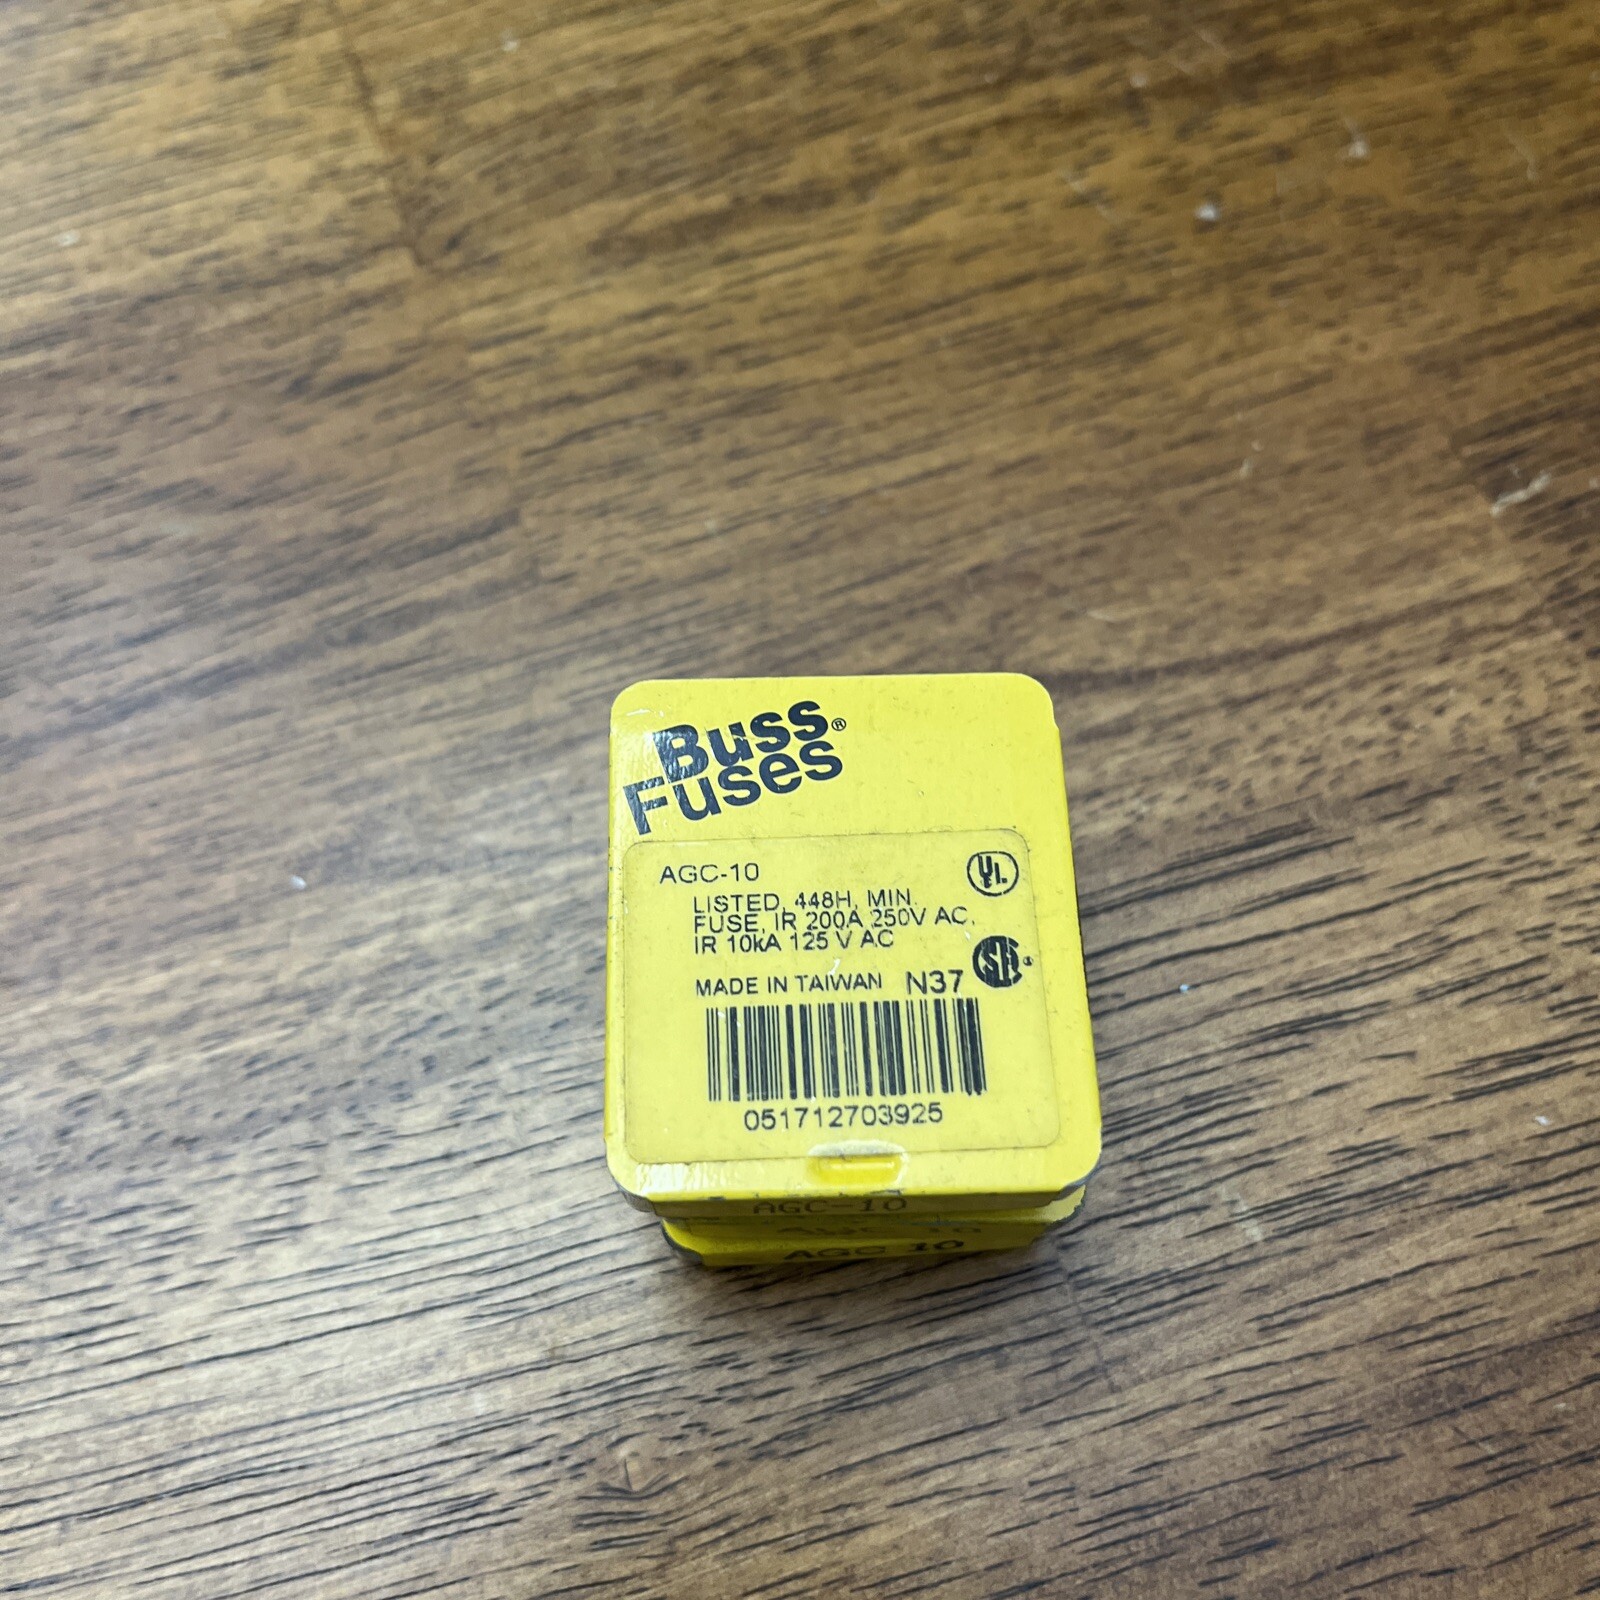 Buss®
Fuses
AGC-10
UL
LISTED, 448H, MIN.
FUSE, IR 200A 250V AC,
IR 10kA 125 V AC
MADE IN TAIWAN N37
051712703925
AGC-10
AGC 10